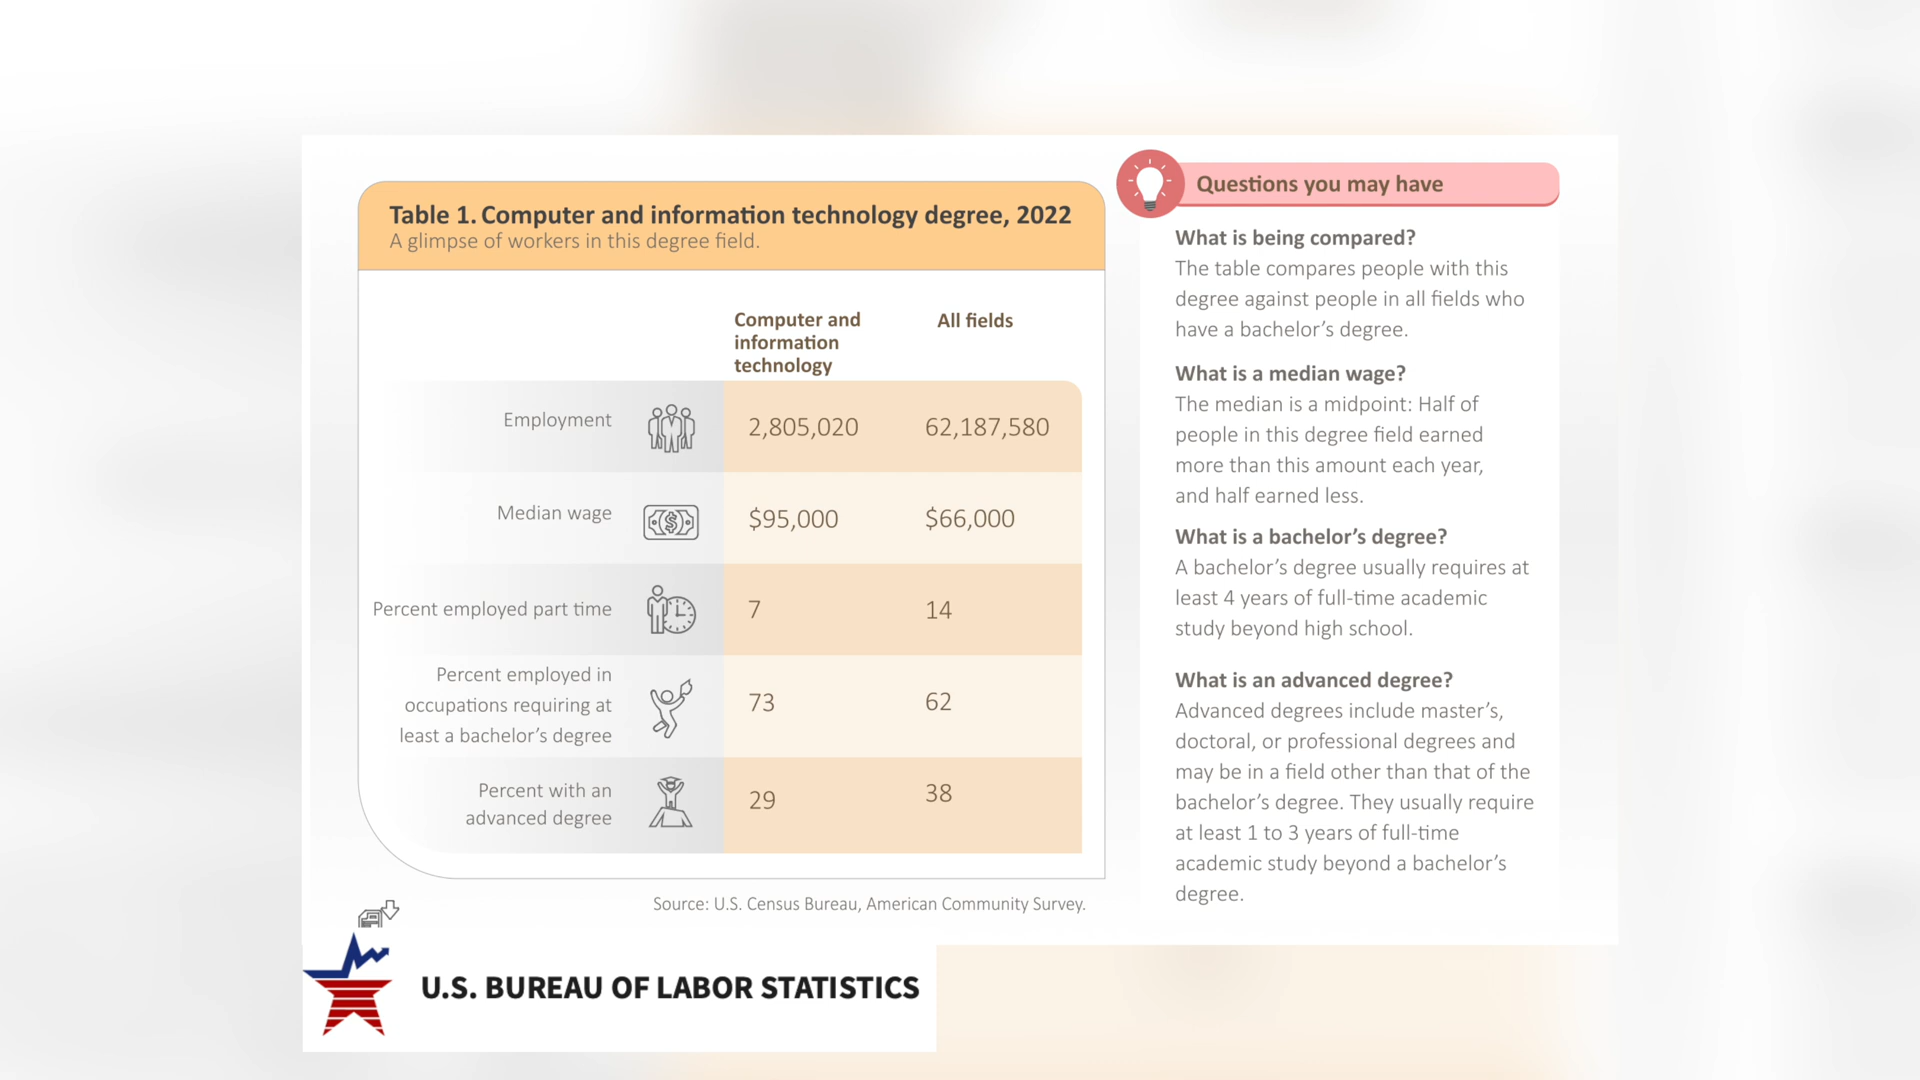 Table 1. Computer and information technology degree, 2022
A glimpse of workers in this degree field.
Computer and
information
technology
All fields
Employment
2,805,020
62,187,580
Median wage
$95,000
$66,000
Percent employed part time
7
14
Percent employed in
occupations requiring at
least a bachelor's degree
73
62
Percent with an
advanced degree
29
38
Source: U.S. Census Bureau, American Community Survey.
Questions you may have
What is being compared?
The table compares people with this
degree against people in all fields who
have a bachelor's degree.
What is a median wage?
The median is a midpoint: Half of
people in this degree field earned
more than this amount each year,
and half earned less.
What is a bachelor's degree?
A bachelor's degree usually requires at
least 4 years of full-time academic
study beyond high school.
What is an advanced degree?
Advanced degrees include master's,
doctoral, or professional degrees and
may be in a field other than that of the
bachelor's degree. They usually require
at least 1 to 3 years of full-time
academic study beyond a bachelor's
degree.
U.S. BUREAU OF LABOR STATISTICS